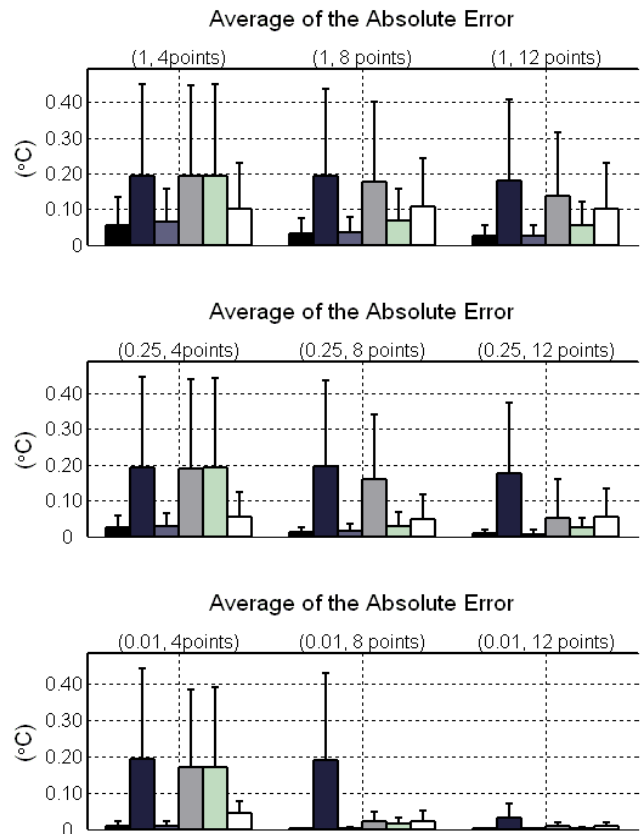 Average of the Absolute Error
(1, 4points) (1, 8 points) (1, 12 points)
0.40
0.30
0.20
0.10
0
(°C)
Average of the Absolute Error
(0.25, 4points) (0.25, 8 points) (0.25, 12 points)
0.40
0.30
0.20
0.10
0
(°C)
Average of the Absolute Error
(0.01, 4points) (0.01, 8 points) (0.01, 12 points)
0.40
0.30
0.20
0.10
0
(°C)